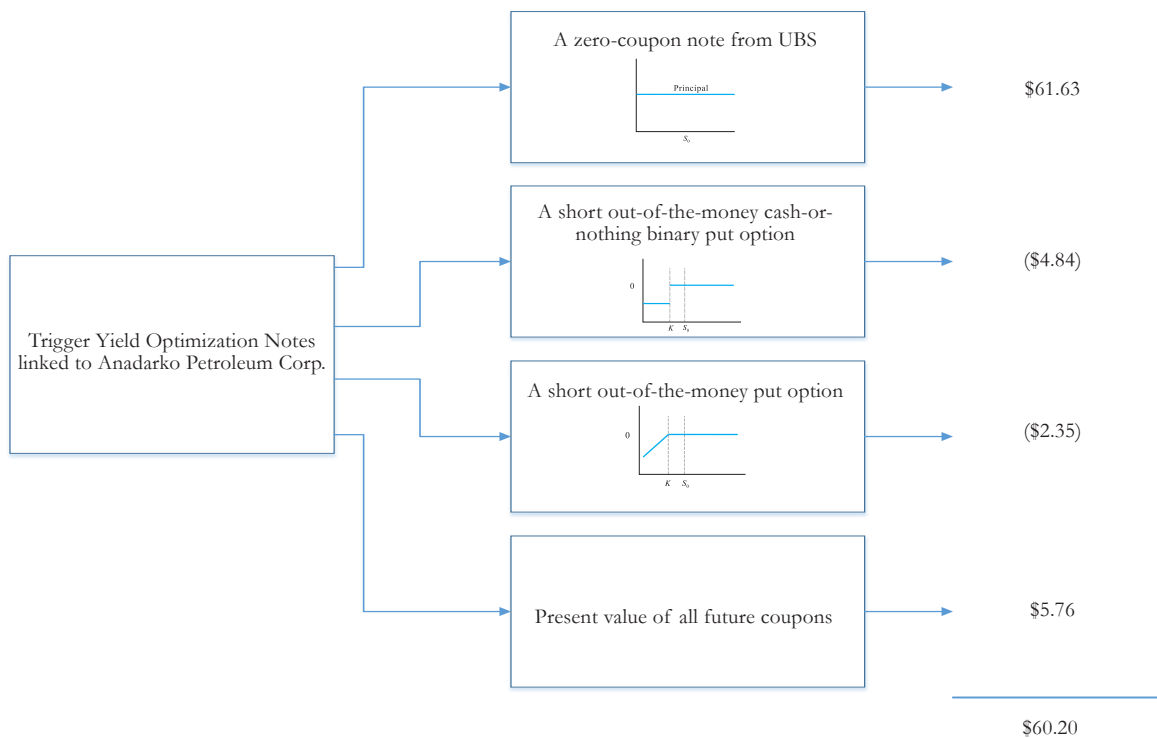 A zero-coupon note from UBS
Principal
S₀
$61.63
A short out-of-the-money cash-or-
nothing binary put option
0
K S₀
($4.84)
Trigger Yield Optimization Notes
linked to Anadarko Petroleum Corp.
A short out-of-the-money put option
0
K S₀
($2.35)
Present value of all future coupons
$5.76
$60.20